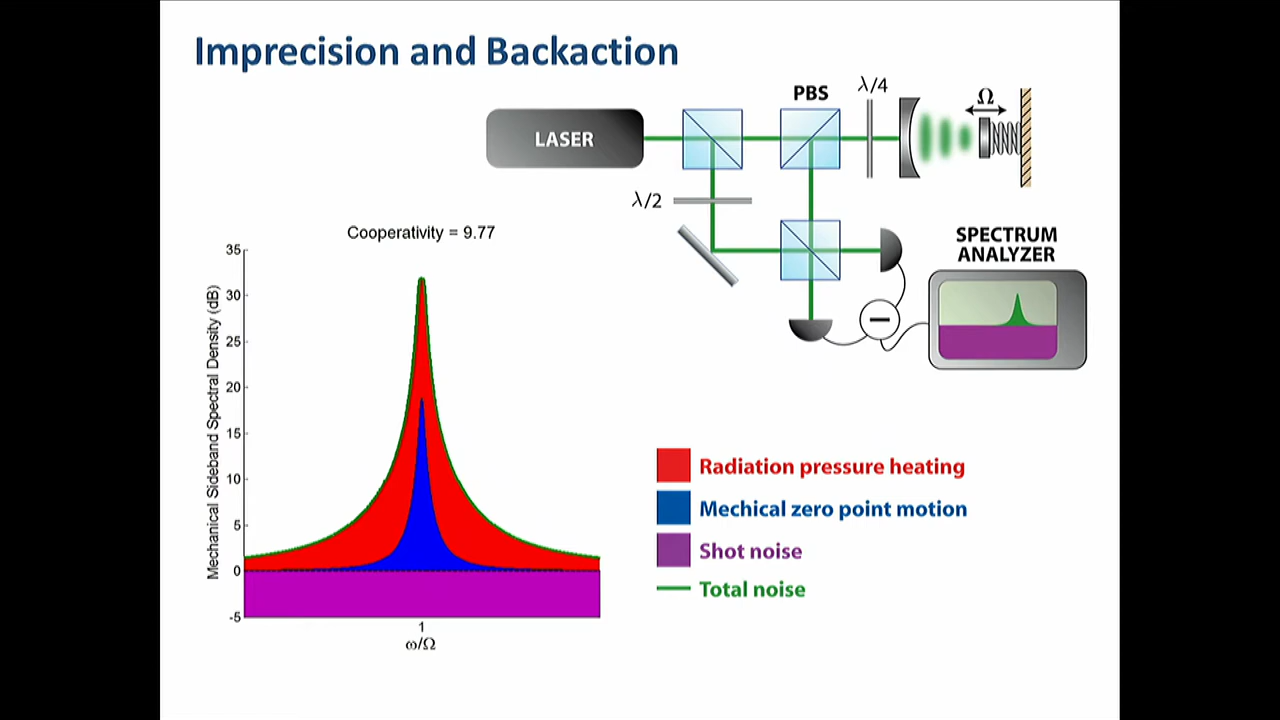 Imprecision and Backaction
PBS
λ/4
Ω
LASER
λ/2
SPECTRUM
ANALYZER
−
Cooperativity = 9.77
Mechanical Sideband Spectral Density (dB)
35
30
25
20
15
10
5
0
-5
1
ω/Ω
Radiation pressure heating
Mechical zero point motion
Shot noise
Total noise